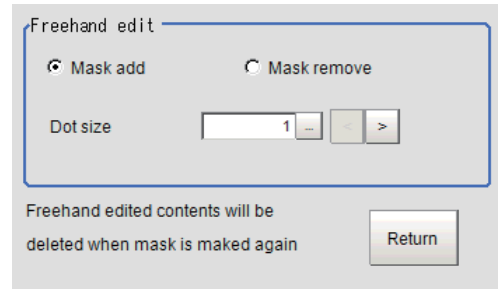 Freehand edit
Mask add Mask remove
Dot size 1 ... < >
Freehand edited contents will be
deleted when mask is maked again
Return